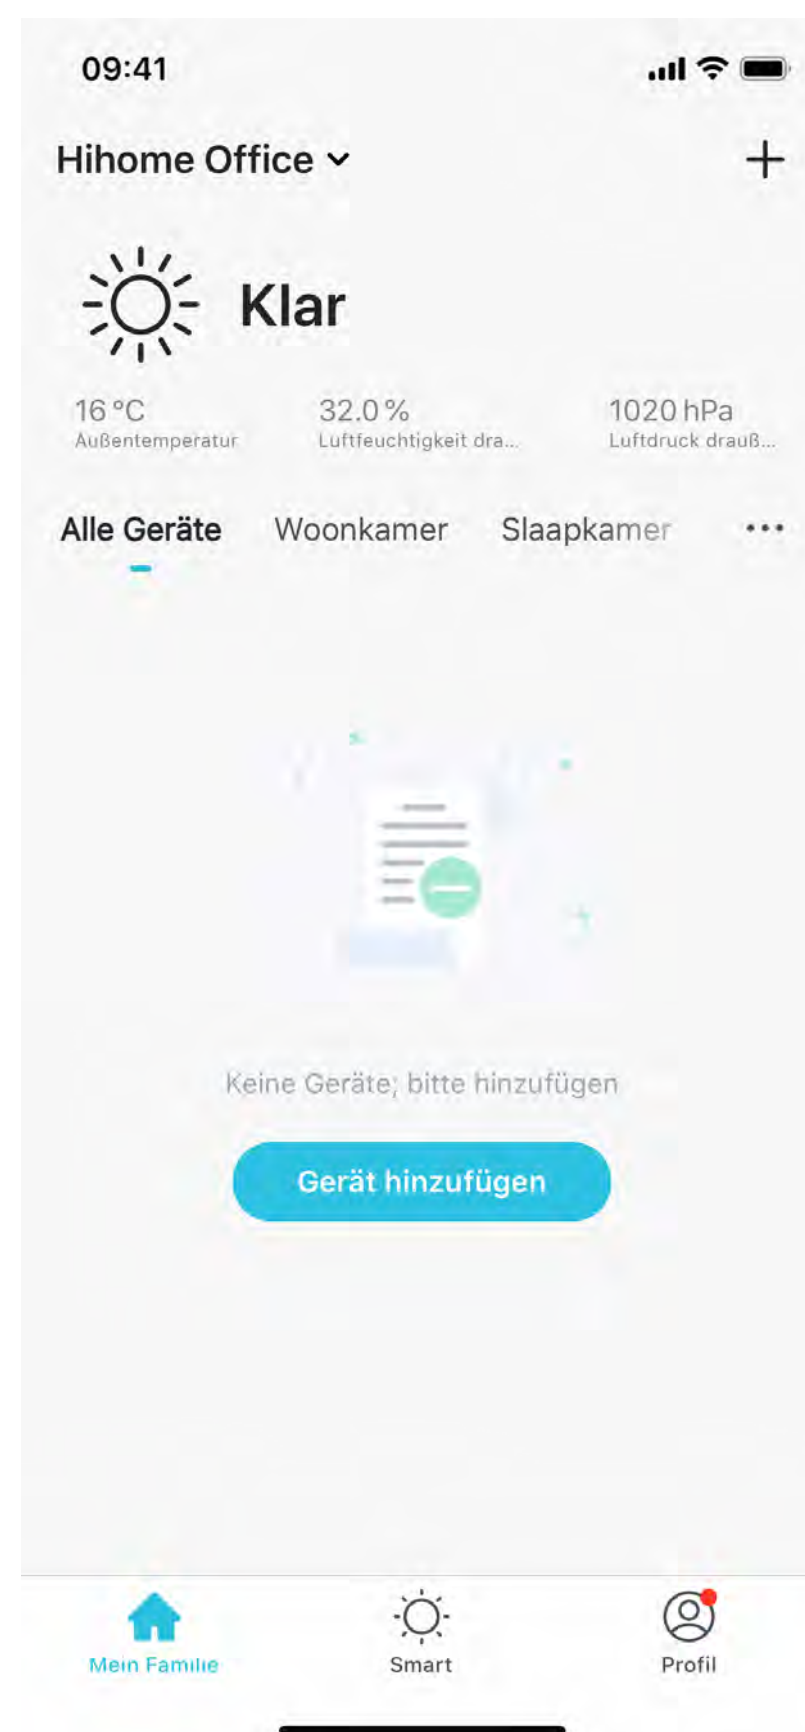 09:41
Hihome Office
Klar
16 °C 32.0 % 1020 hPa
Außentemperatur Luftfeuchtigkeit dra... Luftdruck drauß...
Alle Geräte Woonkamer Slaapkamer
Keine Geräte; bitte hinzufügen
Gerät hinzufügen
Mein Familie Smart Profil